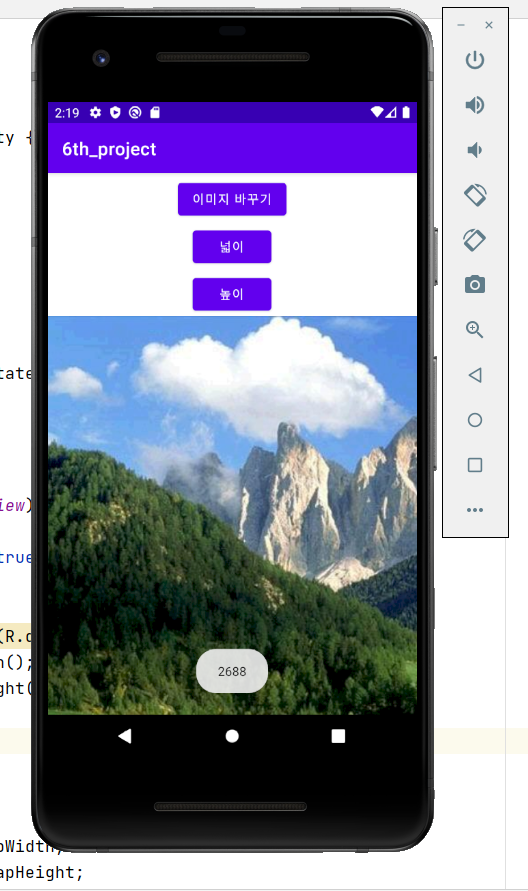 ty {
2:19
6th_project
이미지 바꾸기
넓이
높이
tate
iew)
true
(R.
h();
ght(
2688
pWidth;
apHeight;